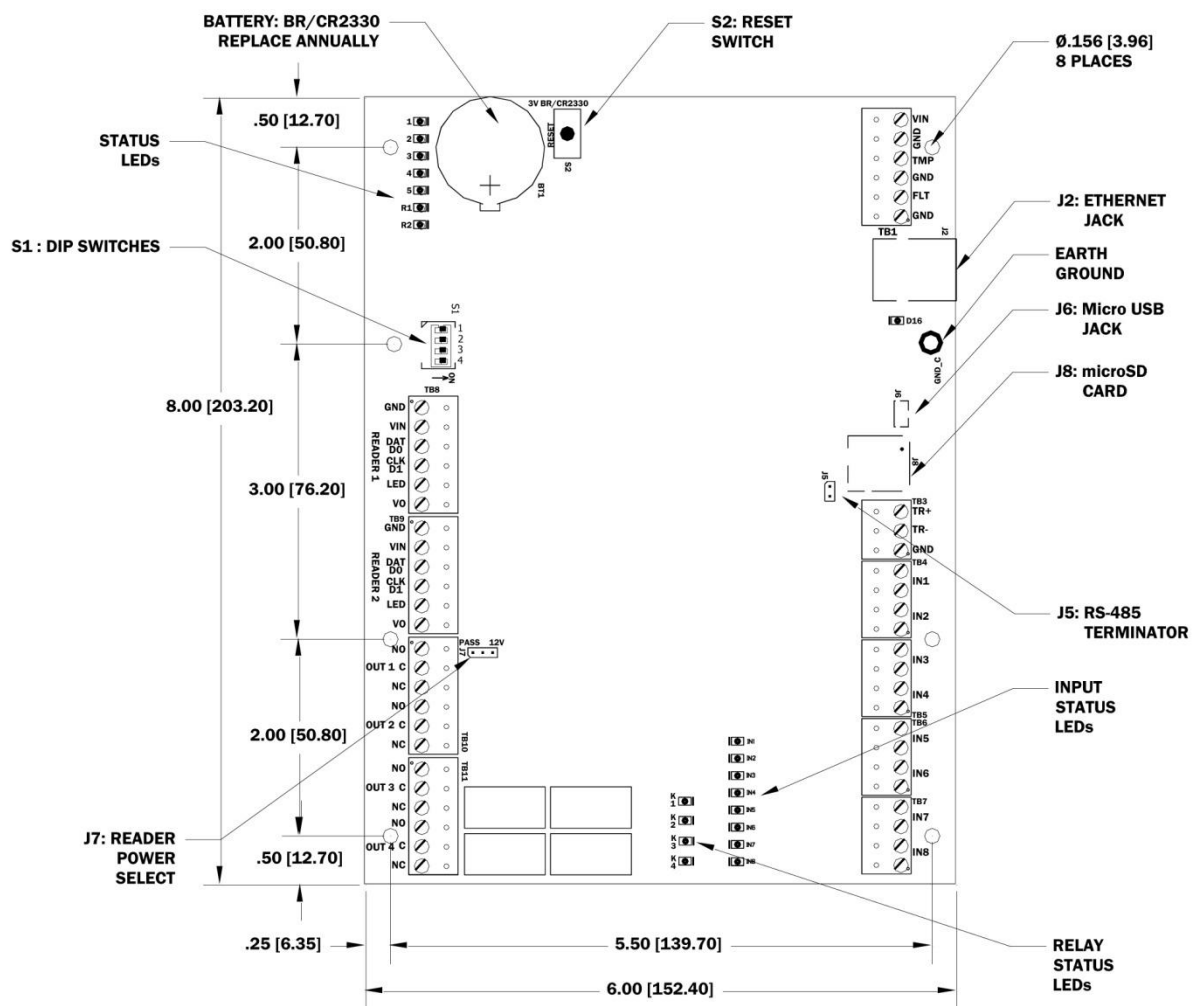 BATTERY: BR/CR2330
REPLACE ANNUALLY
S2: RESET
SWITCH
Ø.156 [3.96]
8 PLACES
.50 [12.70]
STATUS
LEDs
2.00 [50.80]
S1 : DIP SWITCHES
8.00 [203.20]
3.00 [76.20]
2.00 [50.80]
J7: READER
POWER
SELECT
.50 [12.70]
.25 [6.35]
5.50 [139.70]
6.00 [152.40]
J2: ETHERNET
JACK
EARTH
GROUND
J6: Micro USB
JACK
J8: microSD
CARD
J5: RS-485
TERMINATOR
INPUT
STATUS
LEDs
RELAY
STATUS
LEDs
3V BR/CR2330
RESET
S2
BT1
1
2
3
4
5
R1
R2
S1
1
2
3
4
ON
TB8
READER 1
GND
VIN
DAT
D0
CLK
D1
LED
VO
TB9
READER 2
GND
VIN
DAT
D0
CLK
D1
LED
VO
PASS 12V
J7
NO
OUT 1 C
NC
NO
OUT 2 C
NC
TB10
TB11
NO
OUT 3 C
NC
NO
OUT 4 C
NC
K
1
K
2
K
3
K
4
IN1
IN2
IN3
IN4
IN5
IN6
IN7
IN8
VIN
GND
TMP
GND
FLT
GND
TB1
J2
D16
GND_C
J6
J8
J5
TB3
TR+
TR-
GND
TB4
IN1
IN2
IN3
IN4
TB5
TB6
IN5
IN6
TB7
IN7
IN8